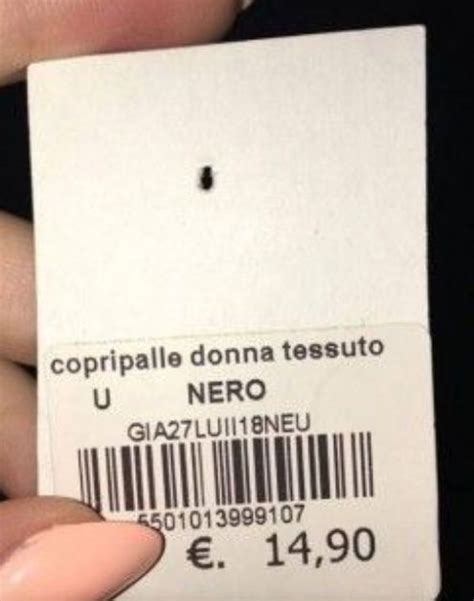 copripalle donna tessuto
U NERO
GIA27LUII18NEU
5501013999107
€. 14,90